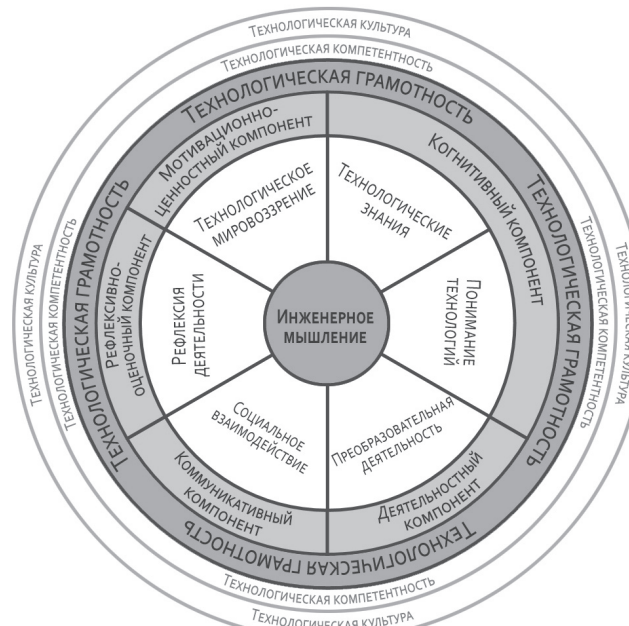 Технологическая культура
Технологическая компетентность
Технологическая грамотность
Мотивационно-
ценностный компонент
Когнитивный компонент
Технологическое
мировоззрение
Технологические
знания
Технологическая культура
Технологическая компетентность
Технологическая грамотность
Рефлексивно-
оценочный компонент
Рефлексия
деятельности
Инженерное
мышление
Понимание
технологий
Технологическая грамотность
Технологическая компетентность
Технологическая культура
Социальное
взаимодействие
Преобразовательная
деятельность
Коммуникативный
компонент
Деятельностный
компонент
Технологическая грамотность
Технологическая компетентность
Технологическая культура